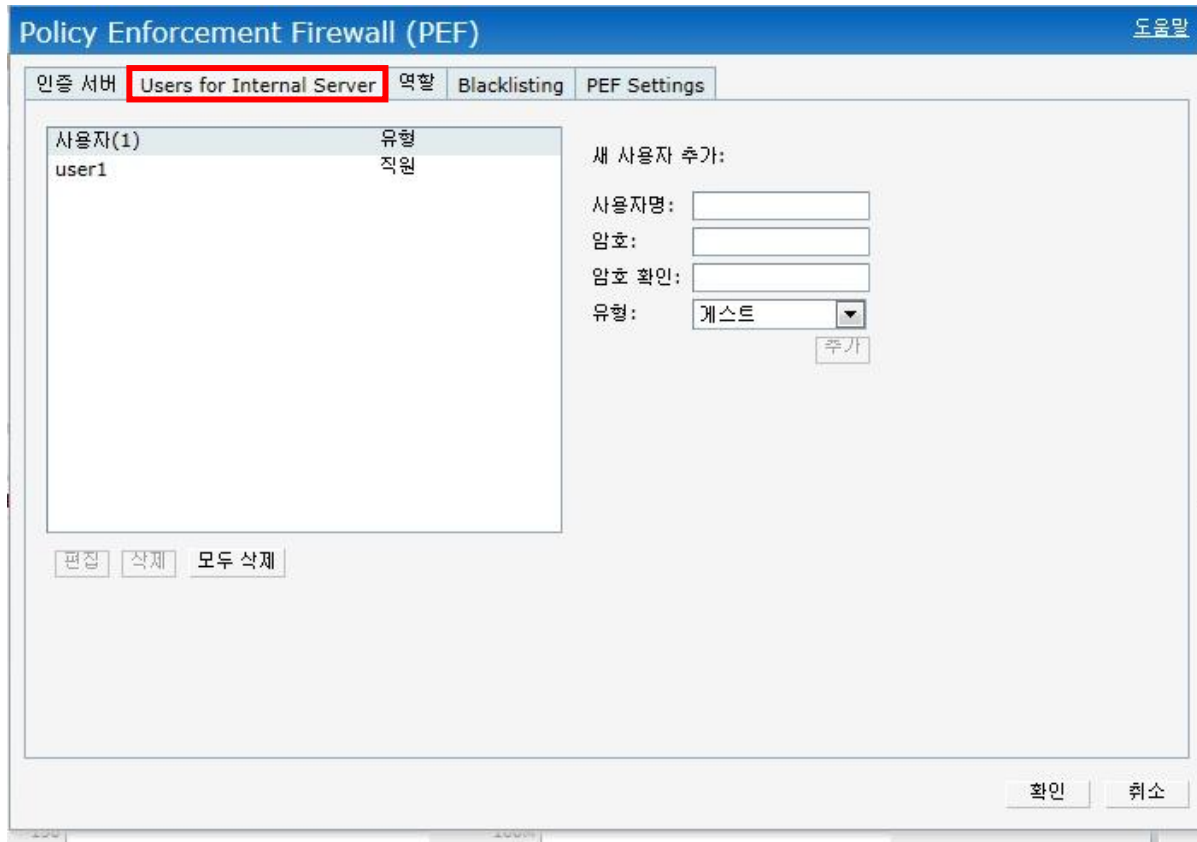 Policy Enforcement Firewall (PEF) 도움말
인증 서버 Users for Internal Server 역할 Blacklisting PEF Settings
사용자(1) 유형
user1 직원
새 사용자 추가:
사용자명:
암호:
암호 확인:
유형: 게스트
추가
편집 삭제 모두 삭제
확인 취소